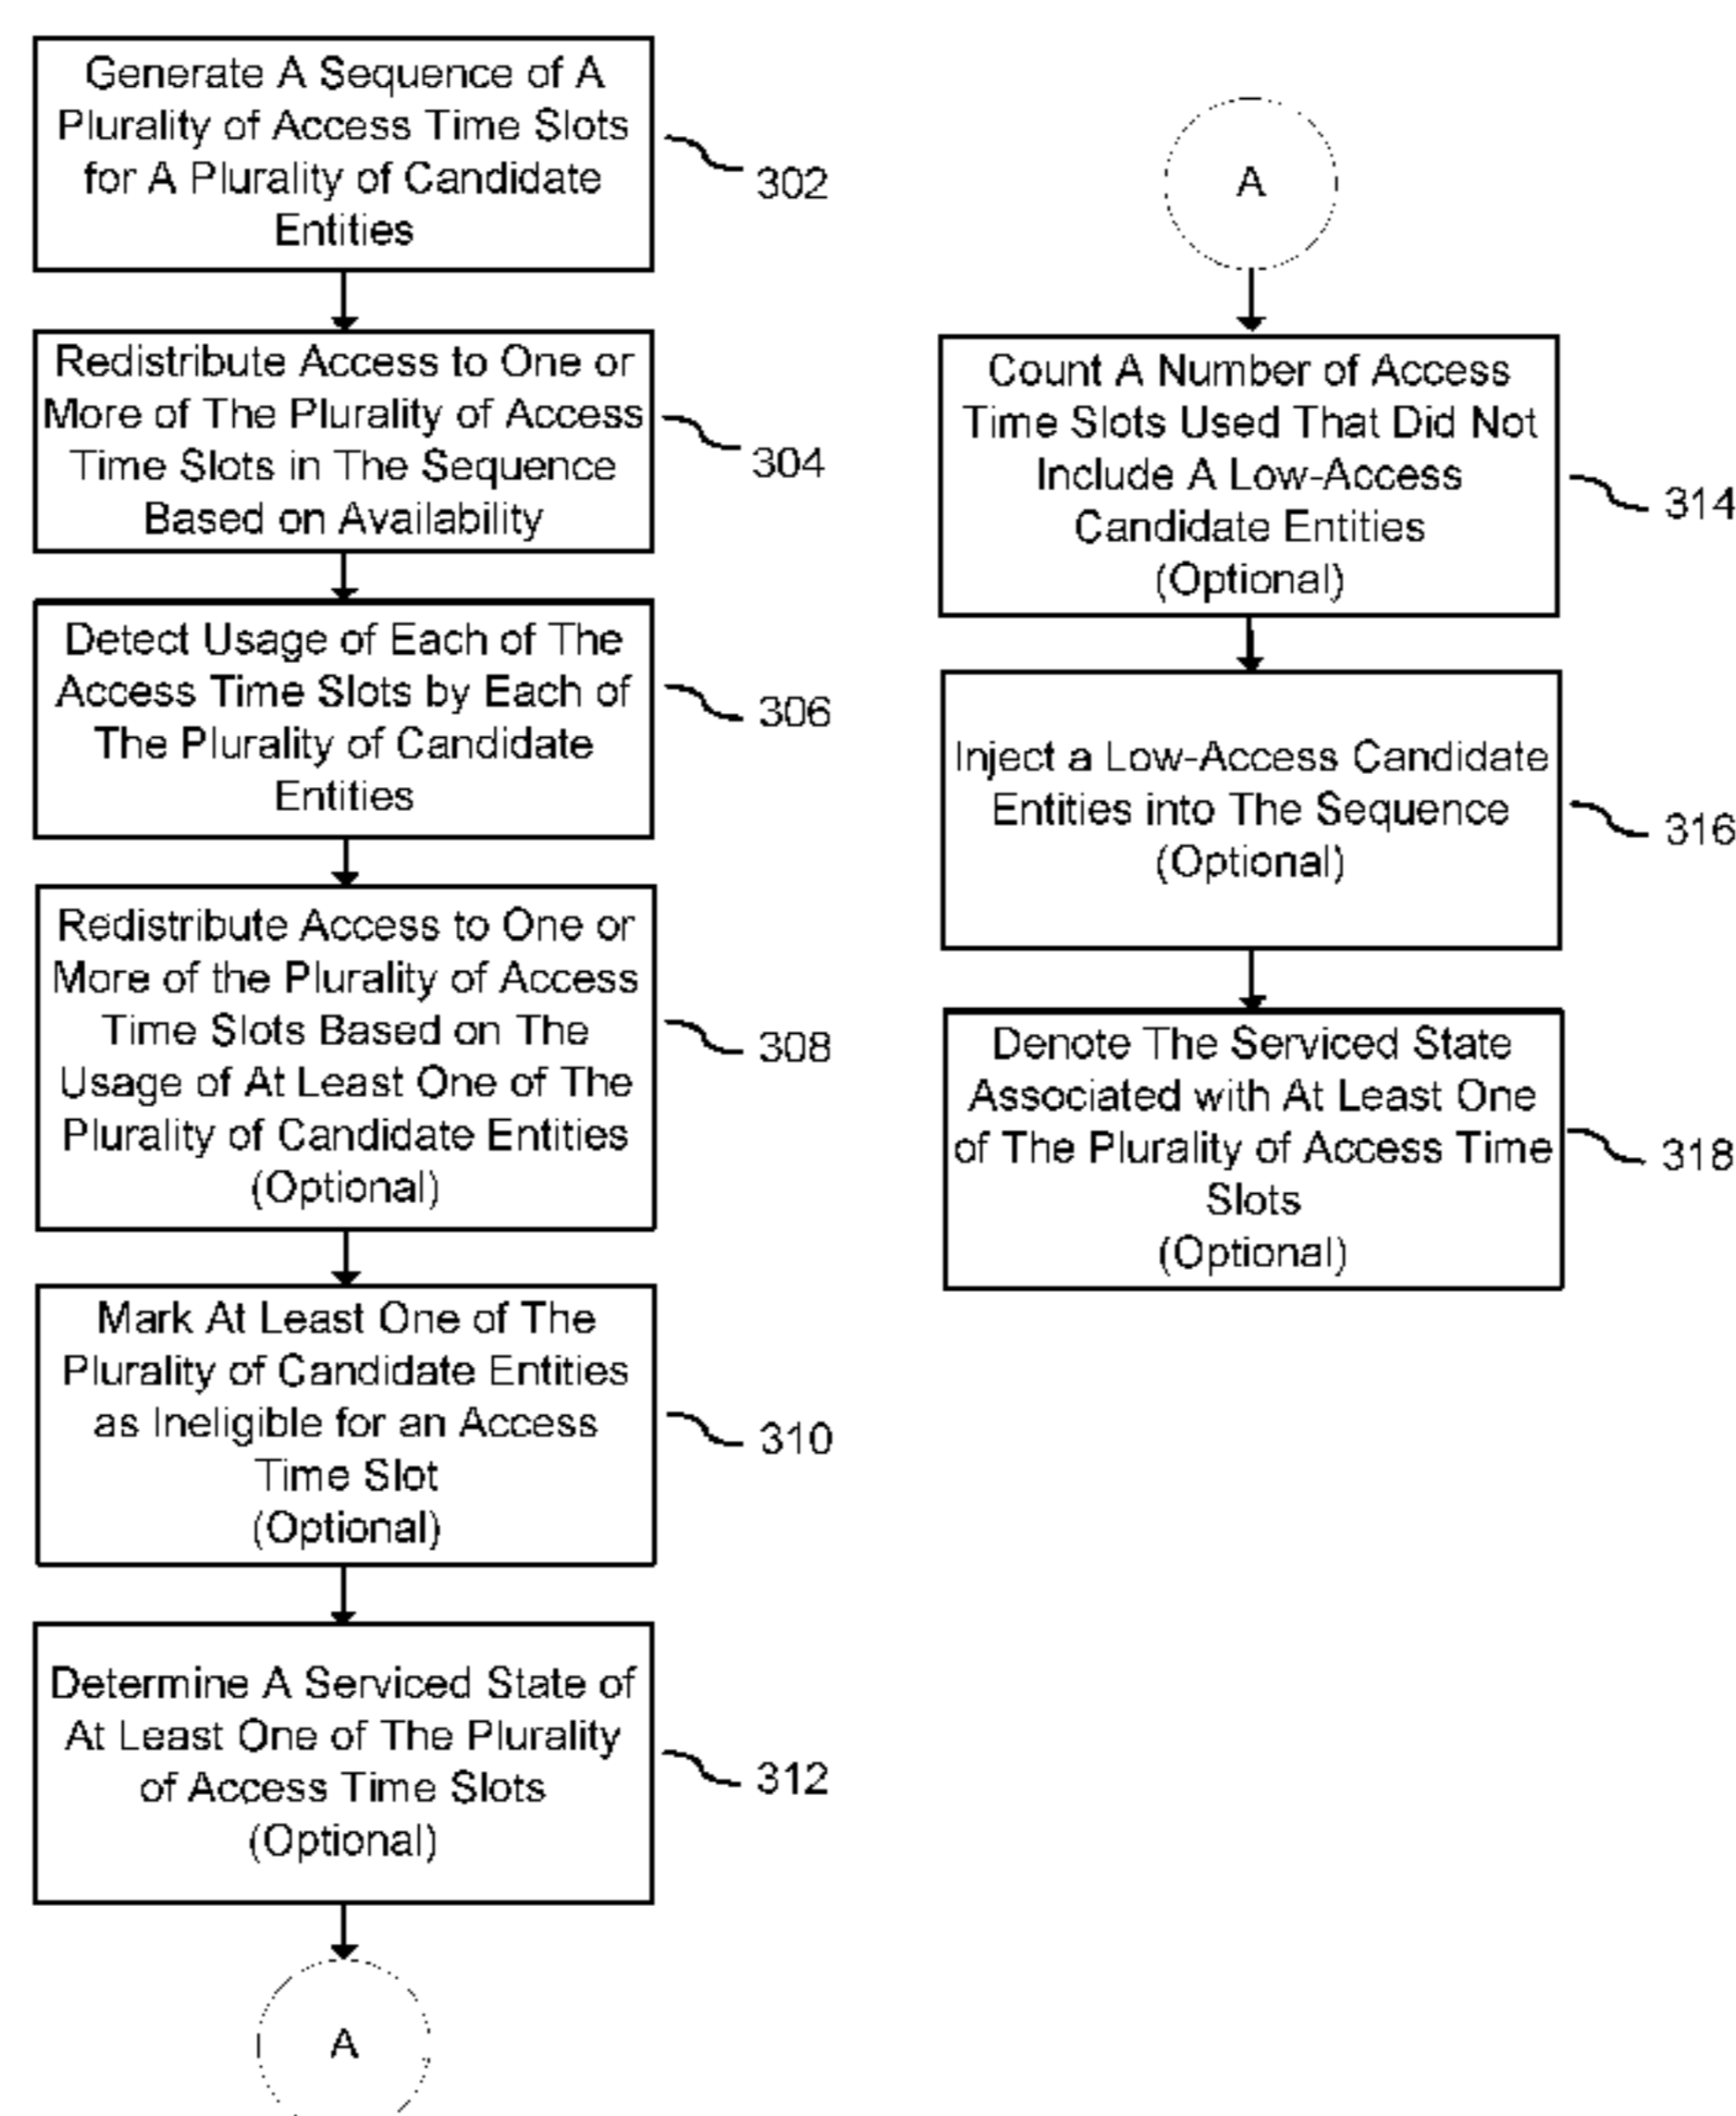 Generate A Sequence of A
Plurality of Access Time Slots
for A Plurality of Candidate
Entities
302
Redistribute Access to One or
More of The Plurality of Access
Time Slots in The Sequence
Based on Availability
304
Detect Usage of Each of The
Access Time Slots by Each of
The Plurality of Candidate
Entities
306
Redistribute Access to One or
More of the Plurality of Access
Time Slots Based on The
Usage of At Least One of The
Plurality of Candidate Entities
(Optional)
308
Mark At Least One of The
Plurality of Candidate Entities
as Ineligible for an Access
Time Slot
(Optional)
310
Determine A Serviced State of
At Least One of The Plurality
of Access Time Slots
(Optional)
312
A
A
Count A Number of Access
Time Slots Used That Did Not
Include A Low-Access
Candidate Entities
(Optional)
314
Inject a Low-Access Candidate
Entities into The Sequence
(Optional)
316
Denote The Serviced State
Associated with At Least One
of The Plurality of Access Time
Slots
(Optional)
318